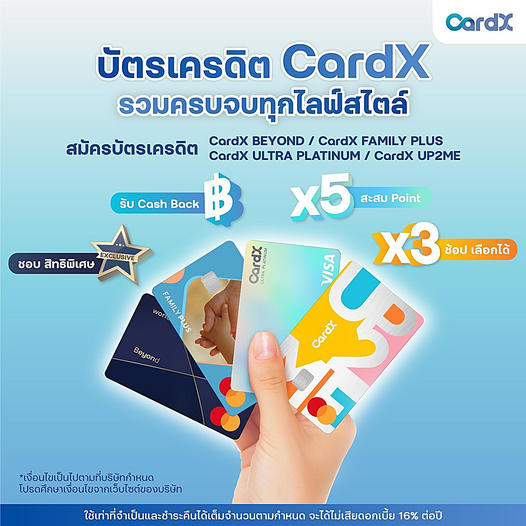 CardX
บัตรเครดิต CardX
รวมครบจบทุกไลฟ์สไตล์
สมัครบัตรเครดิต
CardX BEYOND / CardX FAMILY PLUS
CardX ULTRA PLATINUM / CardX UP2ME
รับ Cash Back
฿
x5
สะสม Point
x3
ช้อป เลือกได้
ชอบ สิทธิพิเศษ
EXCLUSIVE
Beyond
FAMILY PLUS
CardX
VISA
CardX
UP2ME
*เงื่อนไขเป็นไปตามที่บริษัทกำหนด
โปรดศึกษาเงื่อนไขจากเว็บไซต์ของบริษัท
ใช้เท่าที่จำเป็นและชำระคืนได้เต็มจำนวนตามกำหนด จะได้ไม่เสียดอกเบี้ย 16% ต่อปี